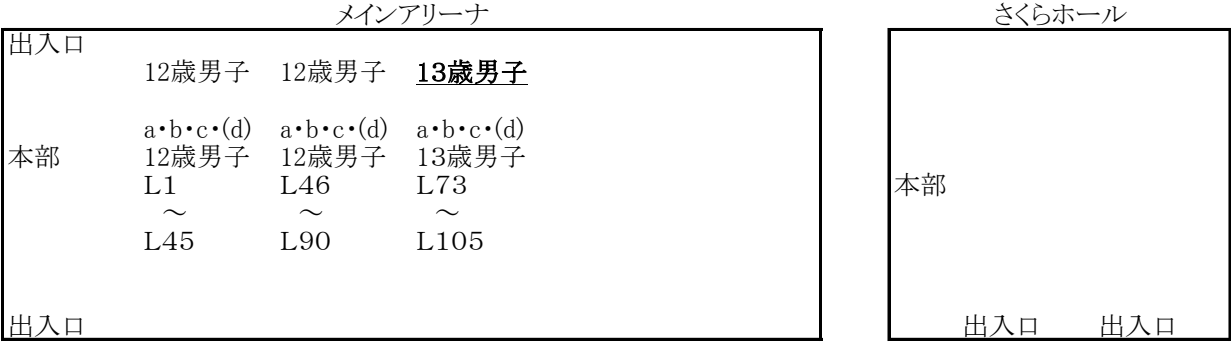 メインアリーナ さくらホール
出入口
12歳男子 12歳男子 13歳男子
a・b・c・(d) a・b・c・(d) a・b・c・(d)
本部 12歳男子 12歳男子 13歳男子
L1 L46 L73 本部
～ ～ ～
L45 L90 L105
出入口 出入口 出入口